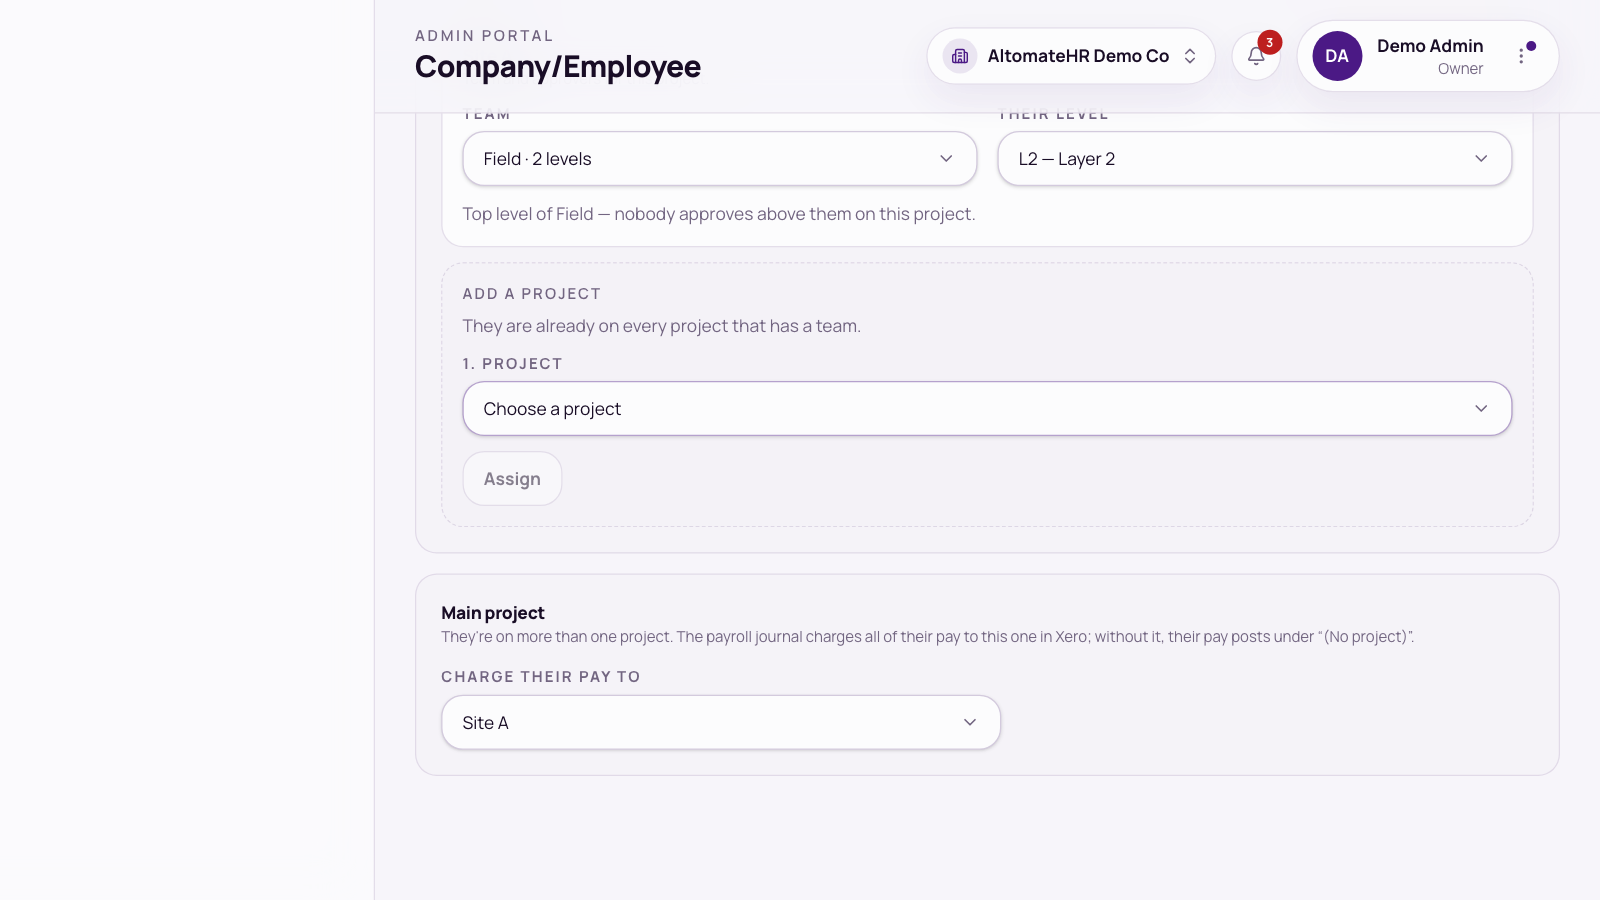 ADMIN PORTAL
Company/Employee
AltomateHR Demo Co
3
DA
Demo Admin
Owner
TEAM
THEIR LEVEL
Field · 2 levels
L2 — Layer 2
Top level of Field — nobody approves above them on this project.
ADD A PROJECT
They are already on every project that has a team.
1. PROJECT
Choose a project
Assign
Main project
They're on more than one project. The payroll journal charges all of their pay to this one in Xero; without it, their pay posts under “(No project)”.
CHARGE THEIR PAY TO
Site A